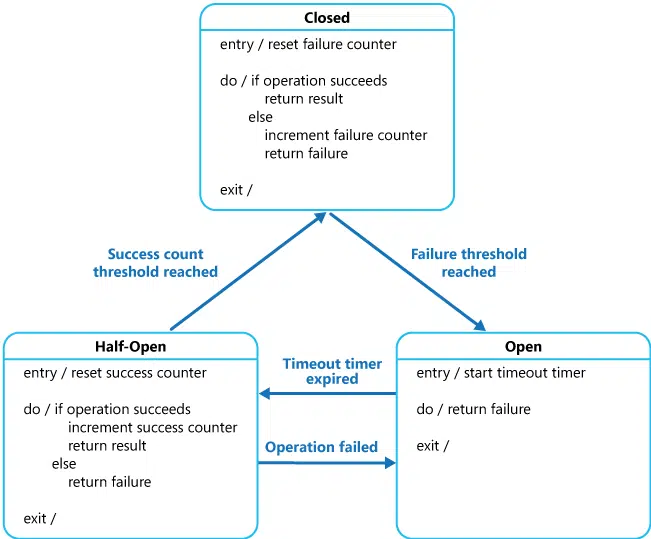 Closed
entry / reset failure counter
do / if operation succeeds
return result
else
increment failure counter
return failure
exit /
Success count
threshold reached
Failure threshold
reached
Half-Open
entry / reset success counter
do / if operation succeeds
increment success counter
return result
else
return failure
exit /
Timeout timer
expired
Operation failed
Open
entry / start timeout timer
do / return failure
exit /